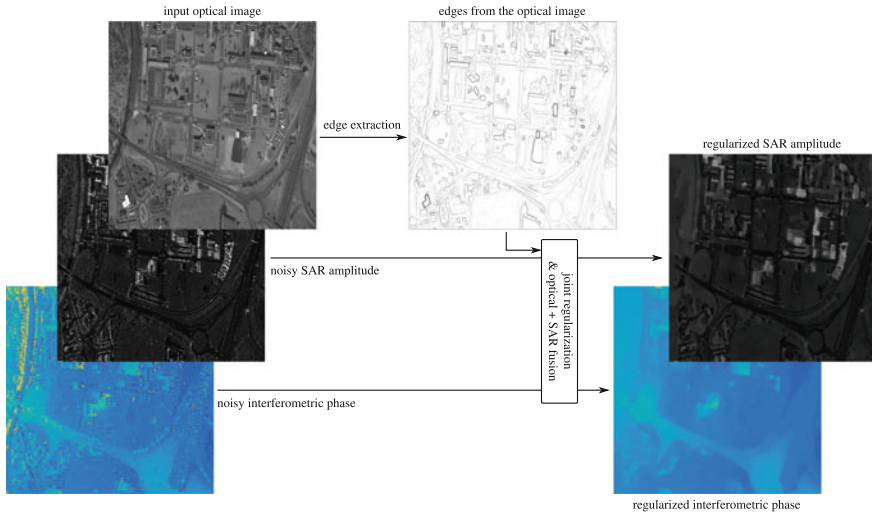 input optical image
edges from the optical image
edge extraction
regularized SAR amplitude
noisy SAR amplitude
joint regularization
& optical + SAR fusion
noisy interferometric phase
regularized interferometric phase